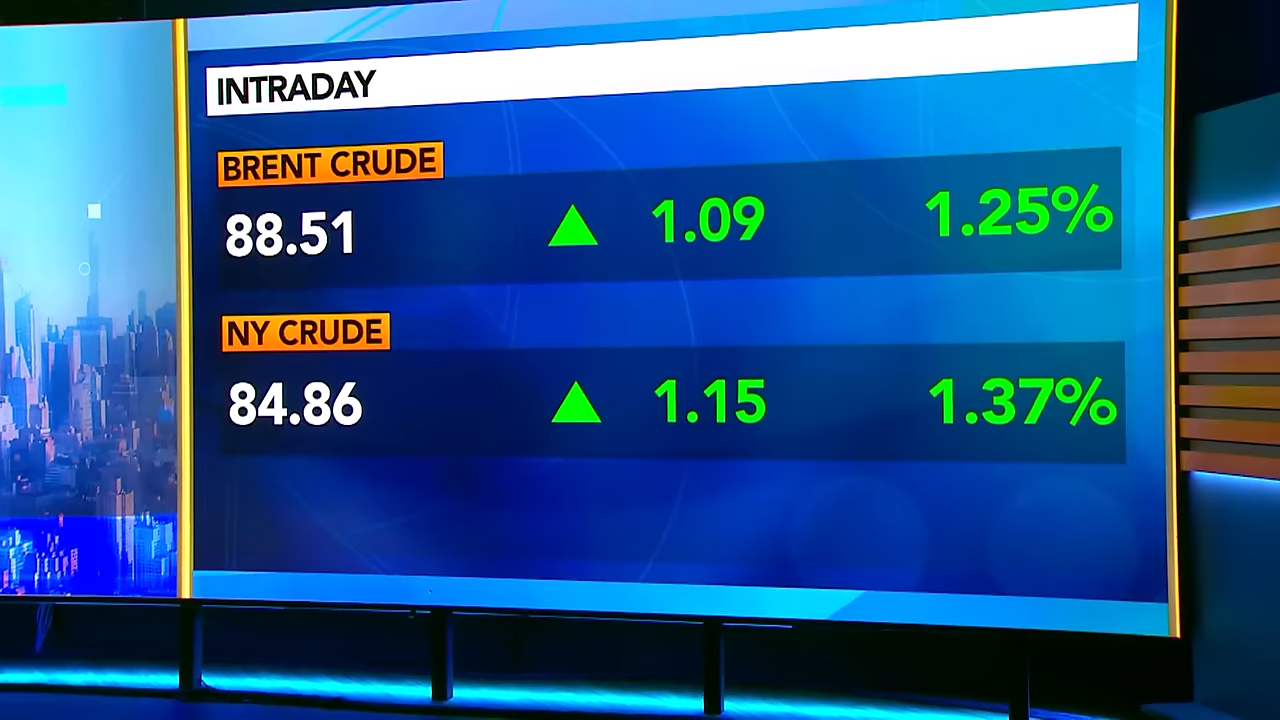 INTRADAY
BRENT CRUDE
88.51 ▲ 1.09 1.25%
NY CRUDE
84.86 ▲ 1.15 1.37%